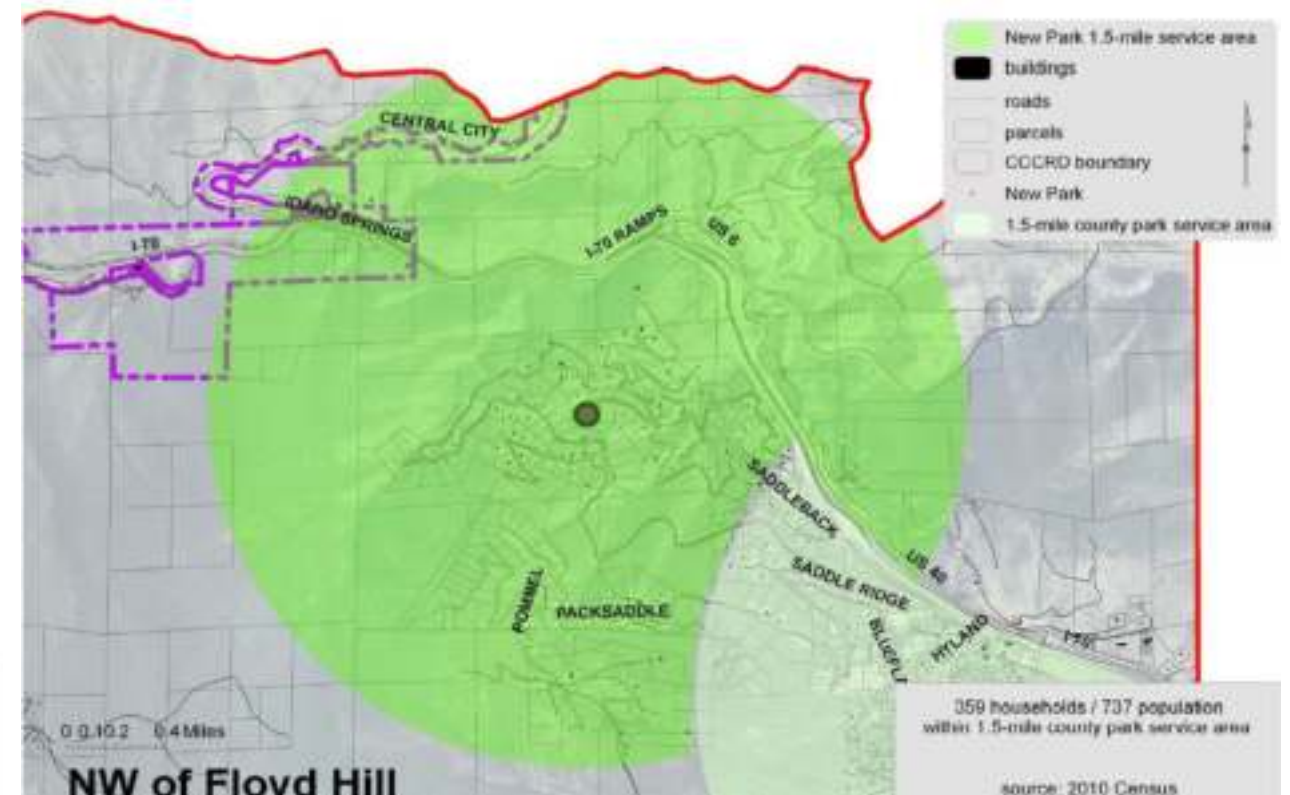 New Park 1.5-mile service area
buildings
roads
parcels
CCCRD boundary
New Park
1.5-mile county park service area
CENTRAL CITY
IDAHO SPRINGS
I-70
I-70 RAMPS
US 6
SADDLEBACK
US 40
SADDLE RIDGE
HYLAND
I-70
POMMEL
PACKSADDLE
359 households / 737 population
within 1.5-mile county park service area
source: 2010 Census
0 0.10.2 0.4 Miles
NW of Floyd Hill